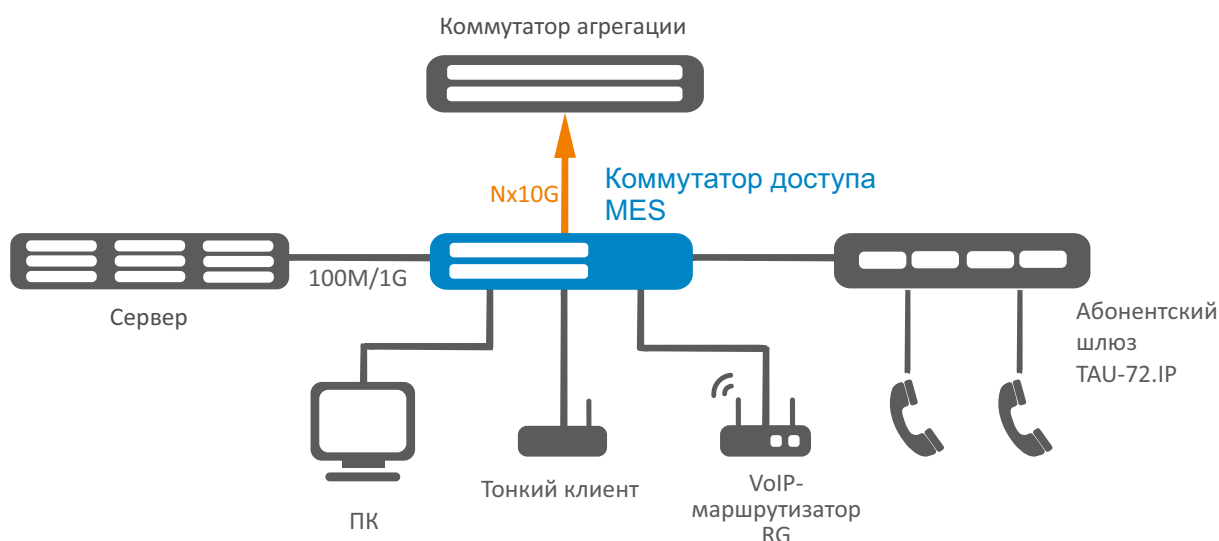 Коммутатор агрегации
Nx10G
Коммутатор доступа
MES
100M/1G
Сервер
Абонентский
шлюз
TAU-72.IP
ПК
Тонкий клиент
VoIP-
маршрутизатор
RG